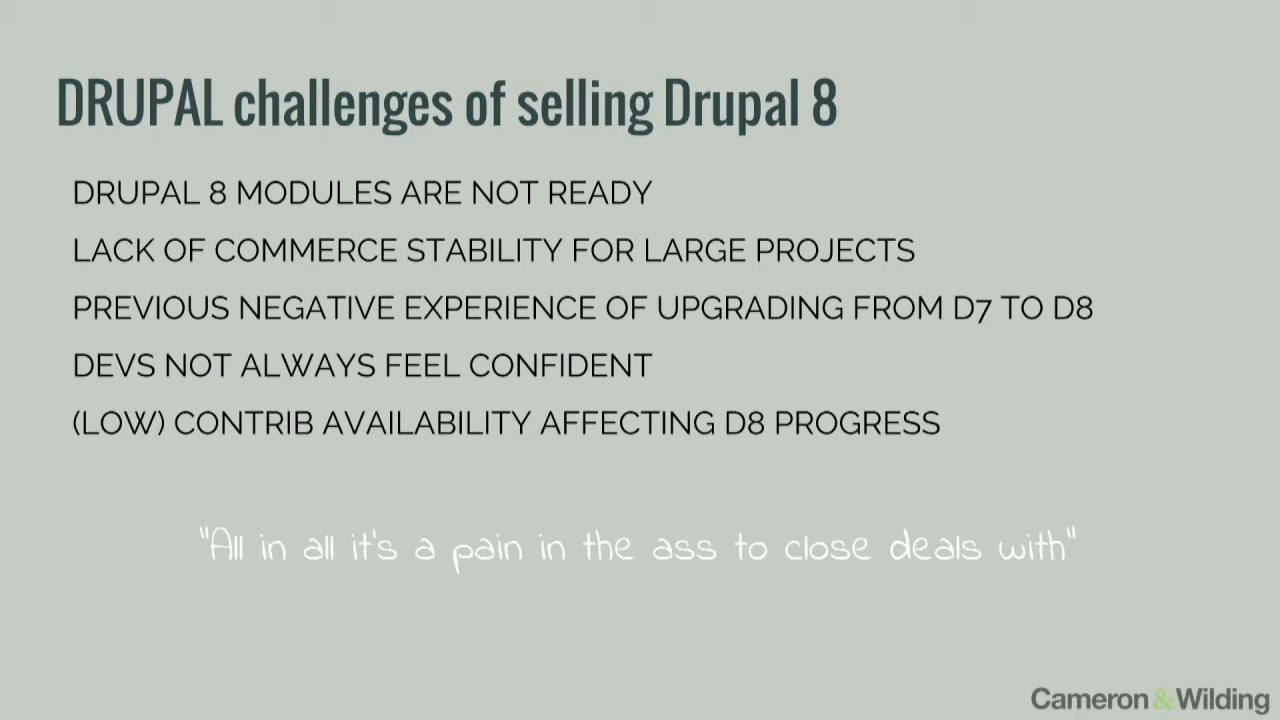 DRUPAL challenges of selling Drupal 8
DRUPAL 8 MODULES ARE NOT READY
LACK OF COMMERCE STABILITY FOR LARGE PROJECTS
PREVIOUS NEGATIVE EXPERIENCE OF UPGRADING FROM D7 TO D8
DEVS NOT ALWAYS FEEL CONFIDENT
(LOW) CONTRIB AVAILABILITY AFFECTING D8 PROGRESS
"All in all it's a pain in the ass to close deals with"
Cameron&Wilding